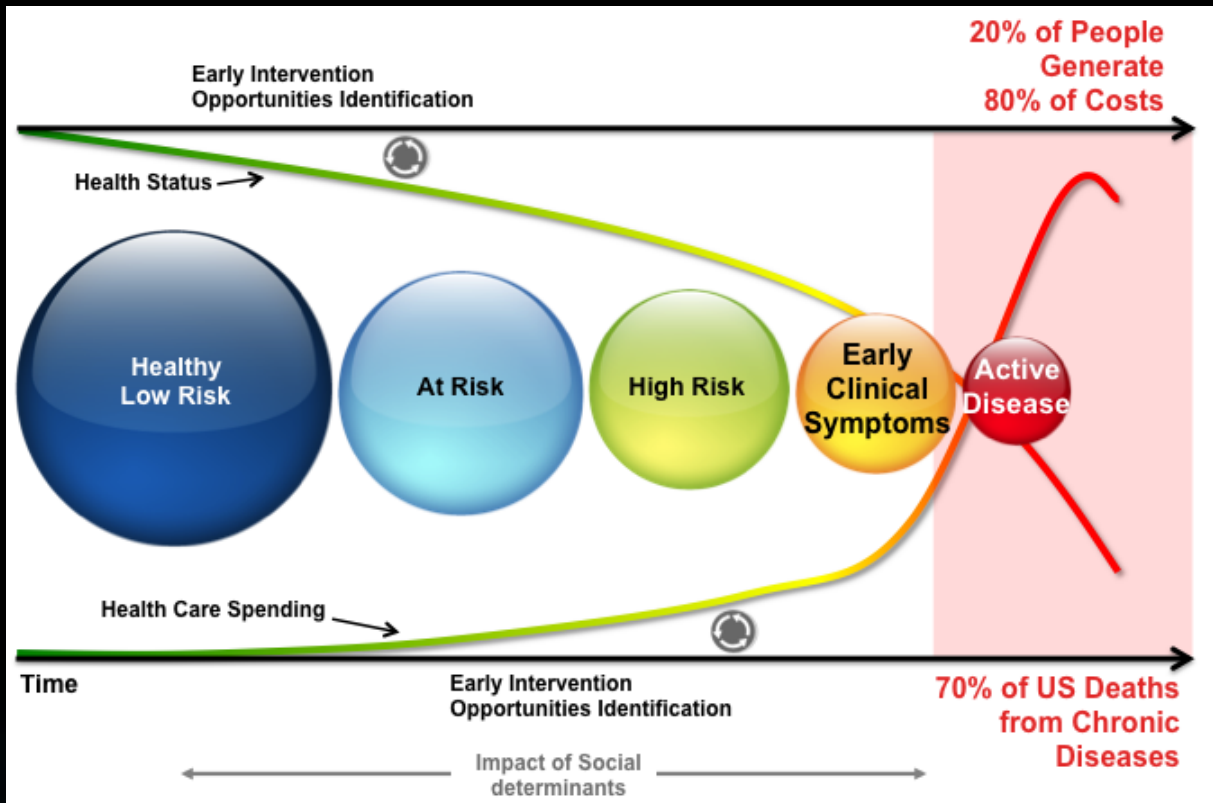 20% of People
Generate
80% of Costs
Early Intervention
Opportunities Identification
Health Status
Healthy
Low Risk
At Risk
High Risk
Early
Clinical
Symptoms
Active
Disease
Health Care Spending
Time
Early Intervention
Opportunities Identification
70% of US Deaths
from Chronic
Diseases
Impact of Social
determinants